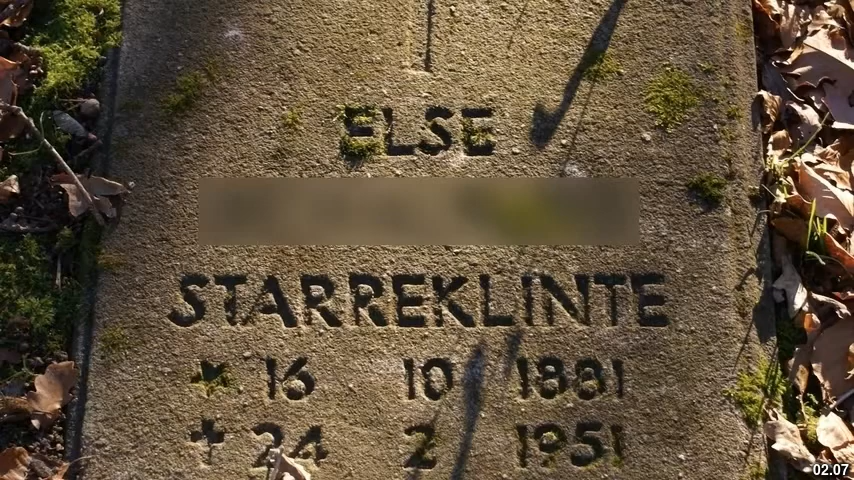 ELSE
STARREKLINTE
* 16 10 1881
† 24 2 1951
02.07